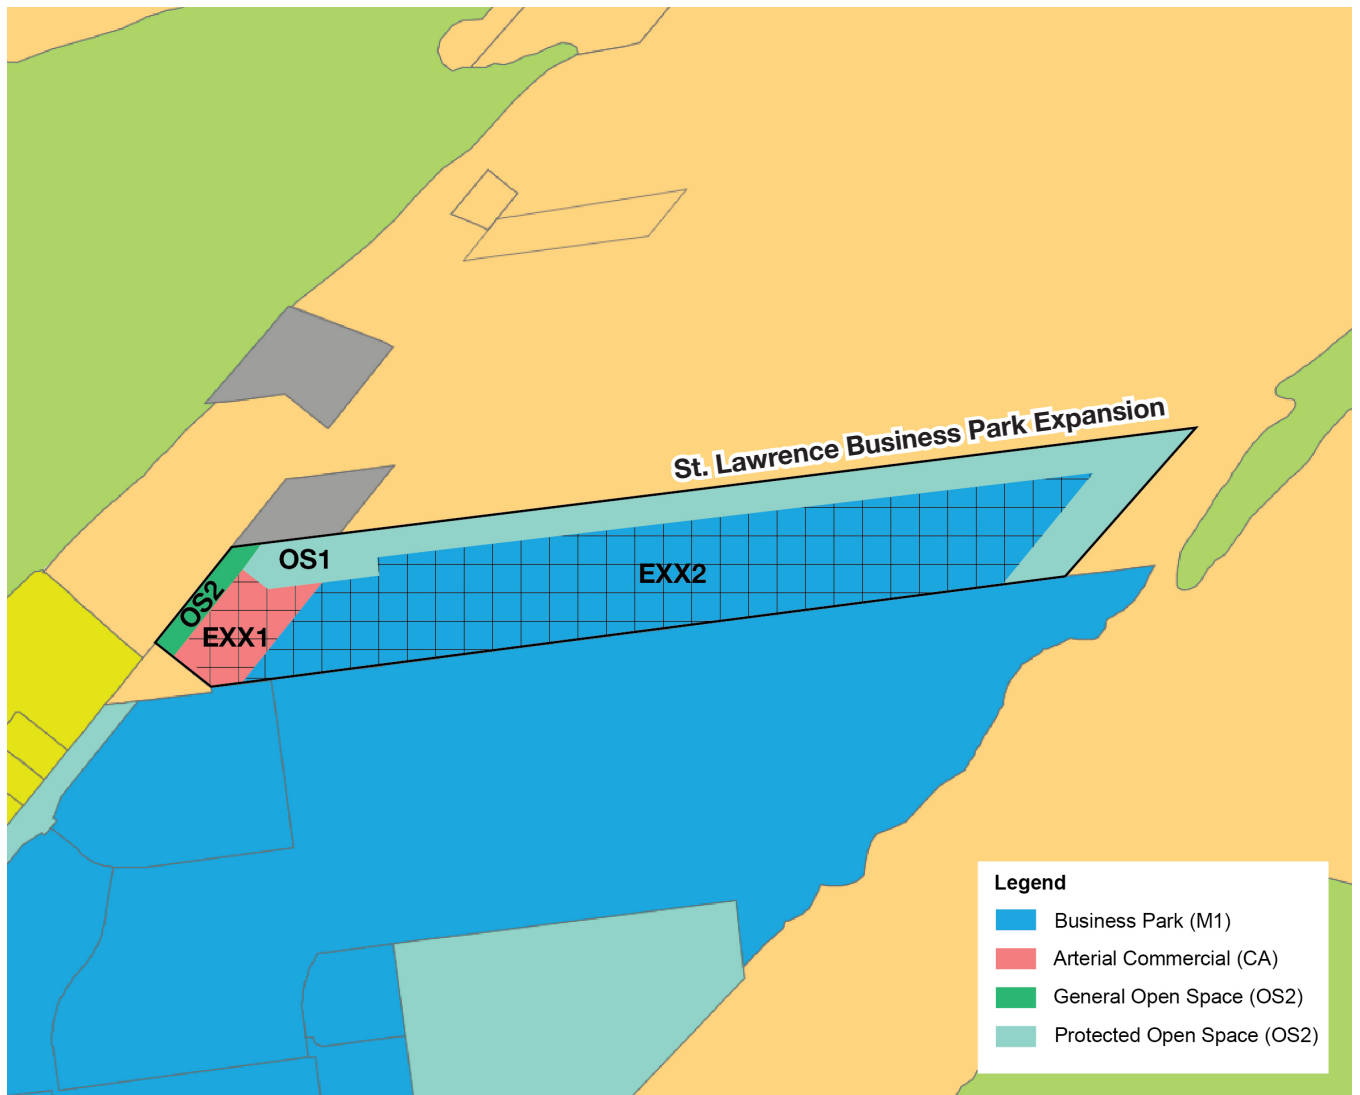 St. Lawrence Business Park Expansion
OS1
EXX2
OS2
EXX1
Legend
Business Park (M1)
Arterial Commercial (CA)
General Open Space (OS2)
Protected Open Space (OS2)